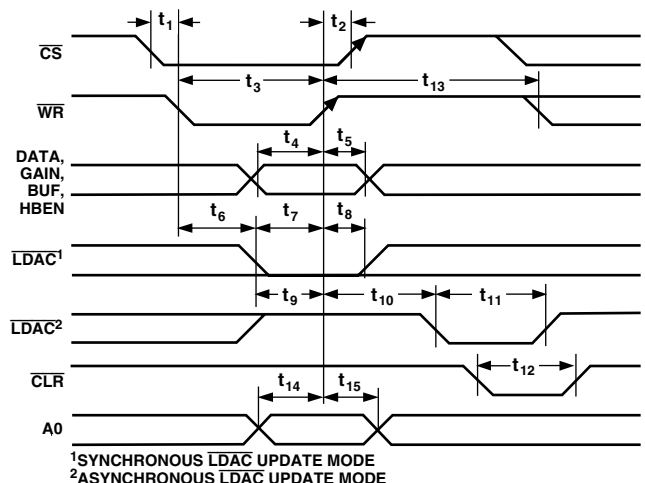 t1 t2
CS
t3 t13
WR
t4 t5
DATA,
GAIN,
BUF,
HBEN
t6 t7 t8
LDAC1
t9 t10 t11
LDAC2
t12
CLR
t14 t15
A0
1SYNCHRONOUS LDAC UPDATE MODE
2ASYNCHRONOUS LDAC UPDATE MODE